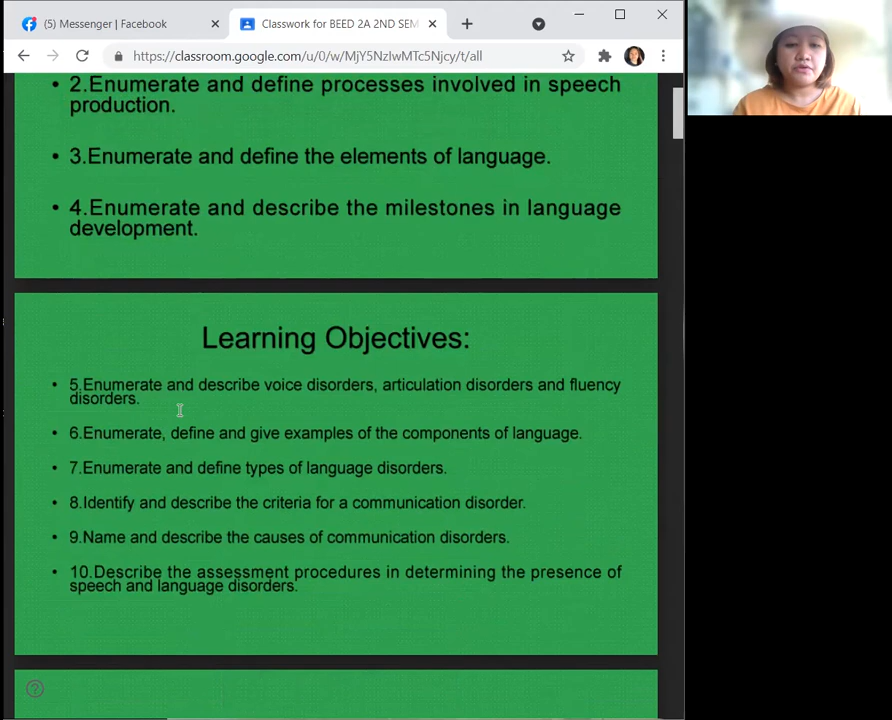 (5) Messenger | Facebook
Classwork for BEED 2A 2ND SEM
https://classroom.google.com/u/0/w/MjY5NzIwMTc5Njcy/t/all
• 2.Enumerate and define processes involved in speech
production.
• 3.Enumerate and define the elements of language.
• 4.Enumerate and describe the milestones in language
development.
Learning Objectives:
• 5.Enumerate and describe voice disorders, articulation disorders and fluency
disorders.
• 6.Enumerate, define and give examples of the components of language.
• 7.Enumerate and define types of language disorders.
• 8.Identify and describe the criteria for a communication disorder.
• 9.Name and describe the causes of communication disorders.
• 10.Describe the assessment procedures in determining the presence of
speech and language disorders.